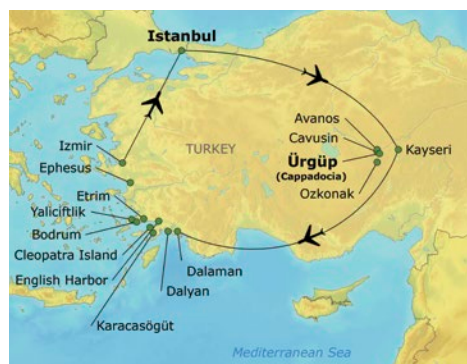 Istanbul
Avanos
Cavusin
Kayseri
TURKEY
Izmir
Ürgüp
(Cappadocia)
Ephesus
Ozkonak
Etrim
Yaliciftlik
Bodrum
Cleopatra Island
Dalaman
English Harbor
Dalyan
Karacasögüt
Mediterranean Sea